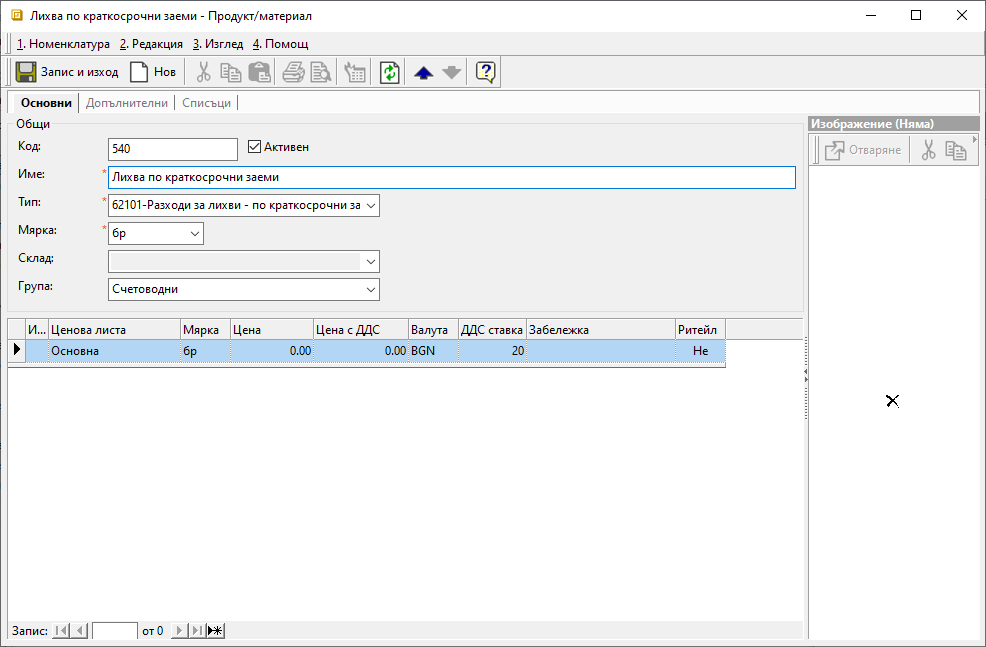 Лихва по краткосрочни заеми - Продукт/материал
1. Номенклатура 2. Редакция 3. Изглед 4. Помощ
Запис и изход Нов
Основни Допълнителни Списъци
Общи
Код: 540 Активен
Име: * Лихва по краткосрочни заеми
Тип: * 62101-Разходи за лихви - по краткосрочни за
Мярка: * бр
Склад:
Група: Счетоводни
Изображение (Няма)
Отваряне
И... Ценова листа Мярка Цена Цена с ДДС Валута ДДС ставка Забележка Ритейл
Основна бр 0.00 0.00 BGN 20 Не
Запис: от 0